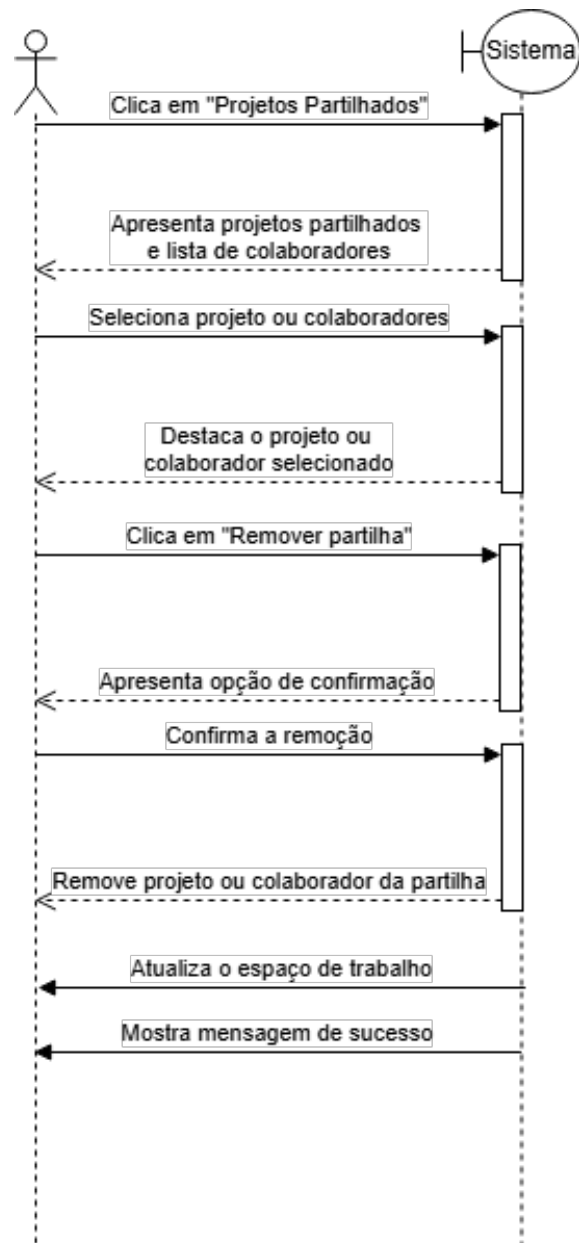 Sistema
Clica em "Projetos Partilhados"
Apresenta projetos partilhados
e lista de colaboradores
Seleciona projeto ou colaboradores
Destaca o projeto ou
colaborador selecionado
Clica em "Remover partilha"
Apresenta opção de confirmação
Confirma a remoção
Remove projeto ou colaborador da partilha
Atualiza o espaço de trabalho
Mostra mensagem de sucesso